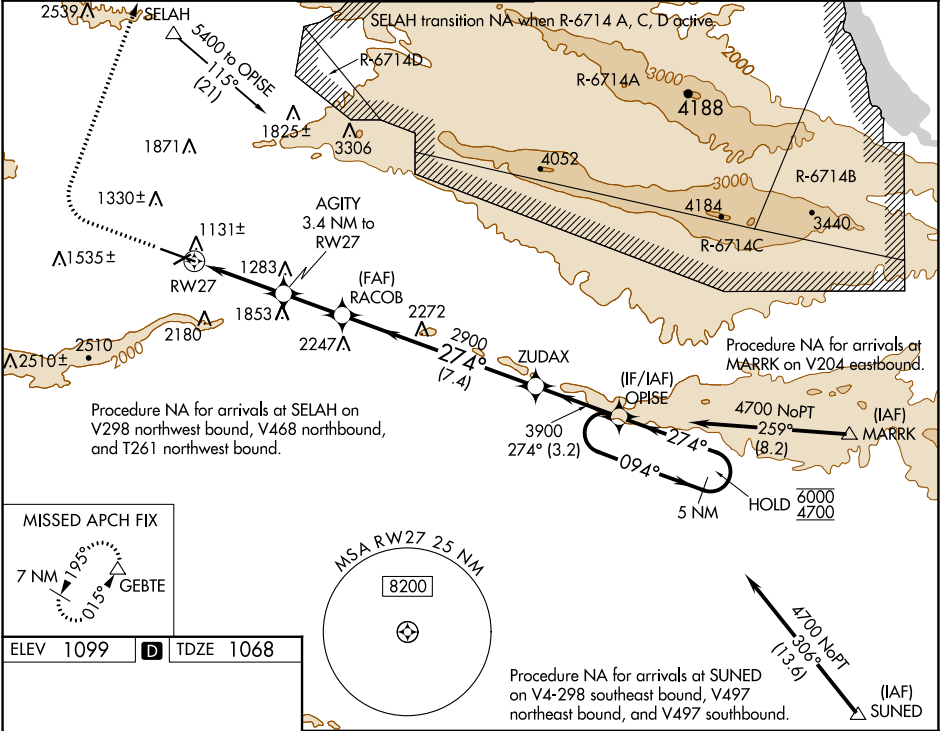 2539
SELAH
SELAH transition NA when R-6714 A, C, D active.
5400 to OPISE
115°
(21)
R-6714D
2000
3000
R-6714A
4188
1825±
3306
1871
4052
3000
R-6714B
1330±
4184
3440
R-6714C
AGITY
3.4 NM to
RW27
1131±
1535±
RW27
1283
(FAF)
RACOB
1853
2180
2247
2272
2900
274°
(7.4)
ZUDAX
2510±
2510
2000
Procedure NA for arrivals at
MARRK on V204 eastbound.
(IF/IAF)
OPISE
4700 NoPT
259°
(8.2)
(IAF)
MARRK
Procedure NA for arrivals at SELAH on
V298 northwest bound, V468 northbound,
and T261 northwest bound.
3900
274° (3.2)
274°
094°
5 NM
HOLD
6000
4700
MISSED APCH FIX
7 NM
195°
015°
GEBTE
MSA RW27 25 NM
8200
4700 NoPT
306°
(13.6)
(IAF)
SUNED
ELEV 1099
D
TDZE 1068
Procedure NA for arrivals at SUNED
on V4-298 southeast bound, V497
northeast bound, and V497 southbound.